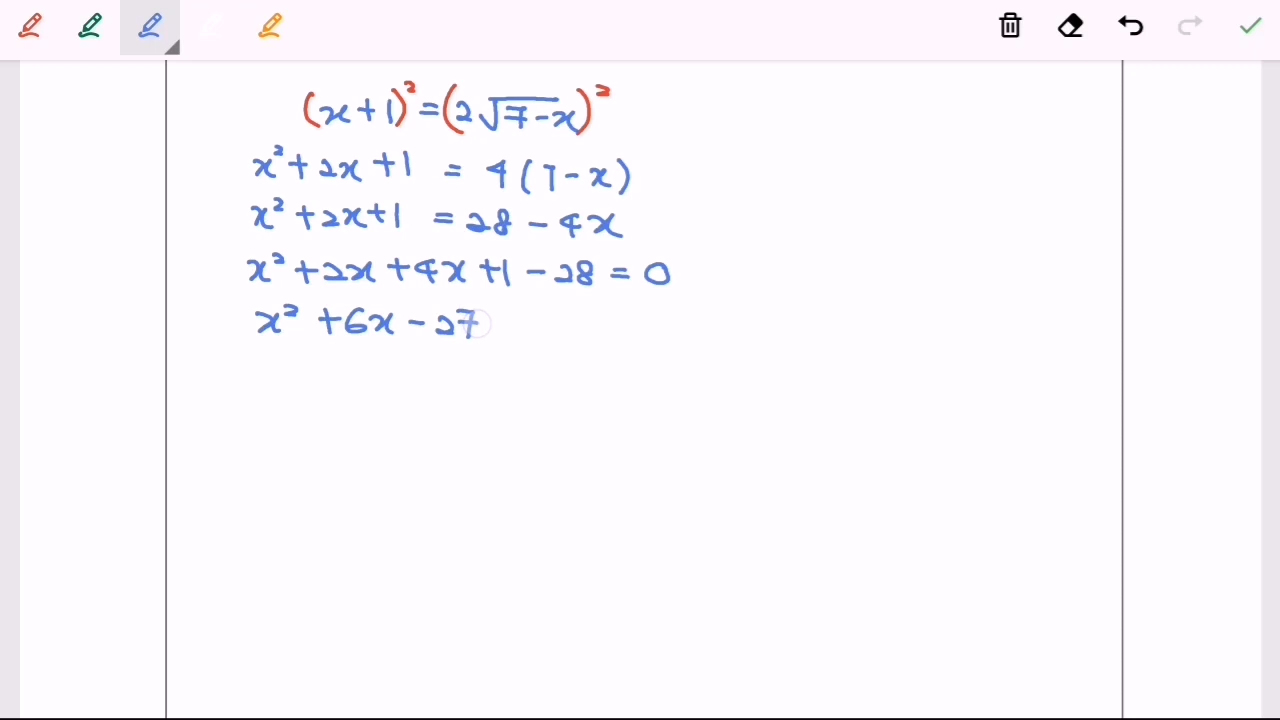 (x+1)² = (2√7-x)²
x² + 2x + 1 = 4(7-x)
x² + 2x+1 = 28 - 4x
x² + 2x + 4x + 1 - 28 = 0
x² + 6x - 27